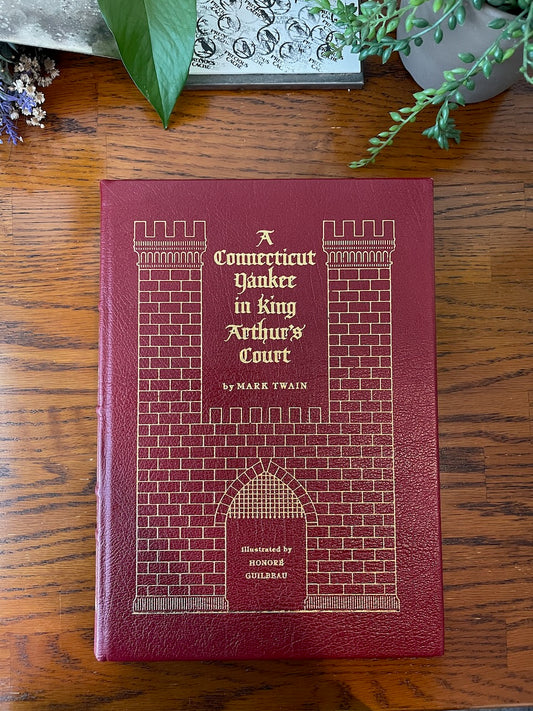 A
Connecticut
Yankee
in King
Arthur's
Court
by MARK TWAIN
illustrated by
HONORÉ
GUILBEAU